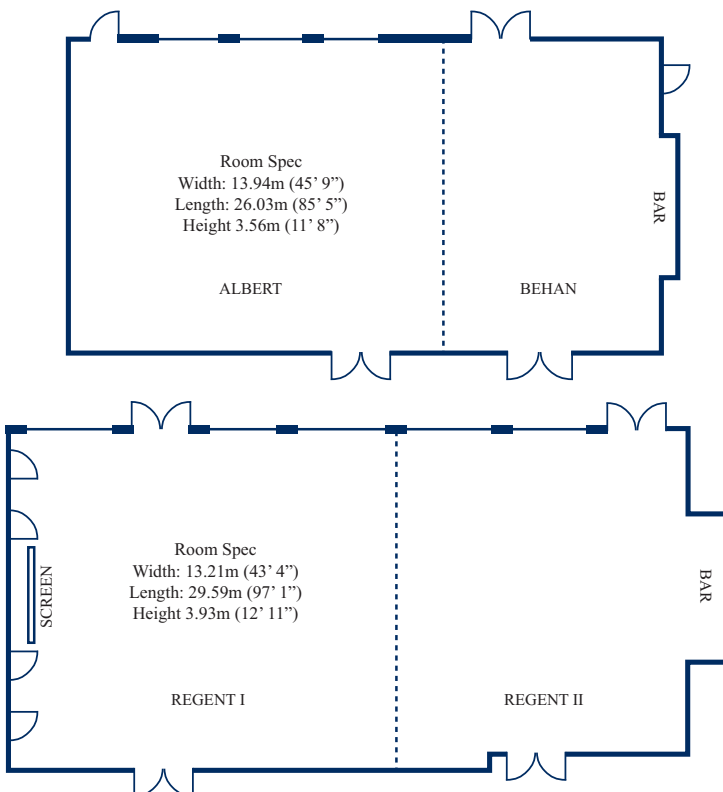 Room Spec
Width: 13.94m (45’ 9”)
Length: 26.03m (85’ 5”)
Height 3.56m (11’ 8”)
BAR
ALBERT
BEHAN
Room Spec
Width: 13.21m (43’ 4”)
Length: 29.59m (97’ 1”)
Height 3.93m (12’ 11”)
SCREEN
BAR
REGENT I
REGENT II